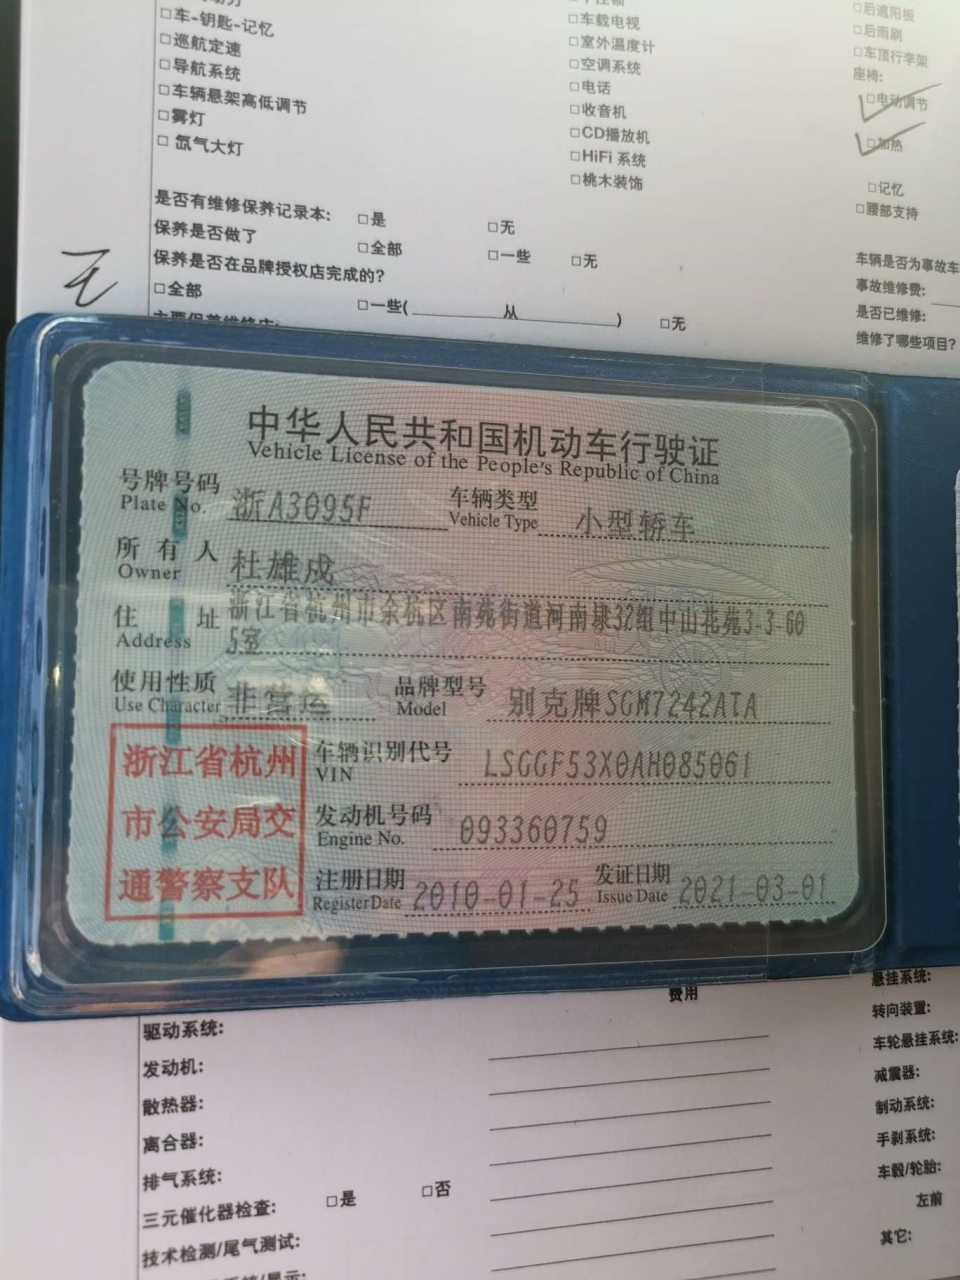 □车-钥匙-记忆
□巡航定速
□导航系统
□车辆悬架高低调节
□雾灯
□ 氙气大灯
□车载电视
□室外温度计
□空调系统
□电话
□收音机
□CD播放机
□HiFi 系统
□桃木装饰
□后遮阳板
□后雨刷
□车顶行李架
座椅:
□电动调节
□加热
□记忆
□腰部支持
是否有维修保养记录本: □是 □无
保养是否做了 □全部 □一些 □无
保养是否在品牌授权店完成的?
□全部 □一些( 从 ) □无
主要保养维修店:
无
车辆是否为事故车
事故维修费:
是否已维修:
维修了哪些项目?
中华人民共和国机动车行驶证
Vehicle License of the People's Republic of China
号牌号码 浙A3095F 车辆类型 小型轿车
Plate No. Vehicle Type
所有人 杜雄成
Owner
住址 浙江省杭州市余杭区南苑街道河南埭32组中山花苑3-3-60
Address 5室
使用性质 非营运 品牌型号 别克牌SGM7242ATA
Use Character Model
浙江省杭州
市公安局交
通警察支队
车辆识别代号 LSGGF53X0AH085061
VIN
发动机号码 093360759
Engine No.
注册日期 2010-01-25 发证日期 2021-03-01
Register Date Issue Date
费用
驱动系统:
发动机:
散热器:
离合器:
排气系统:
三元催化器检查: □是 □否
技术检测/尾气测试:
悬挂系统:
转向装置:
车轮悬挂系统:
减震器:
制动系统:
手刹系统:
车毂/轮胎:
左前
其它: